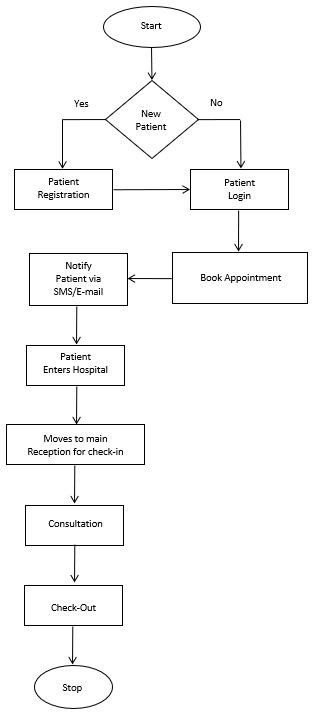 Start
New
Patient
Yes
No
Patient
Registration
Patient
Login
Book Appointment
Notify
Patient via
SMS/E-mail
Patient
Enters Hospital
Moves to main
Reception for check-in
Consultation
Check-Out
Stop